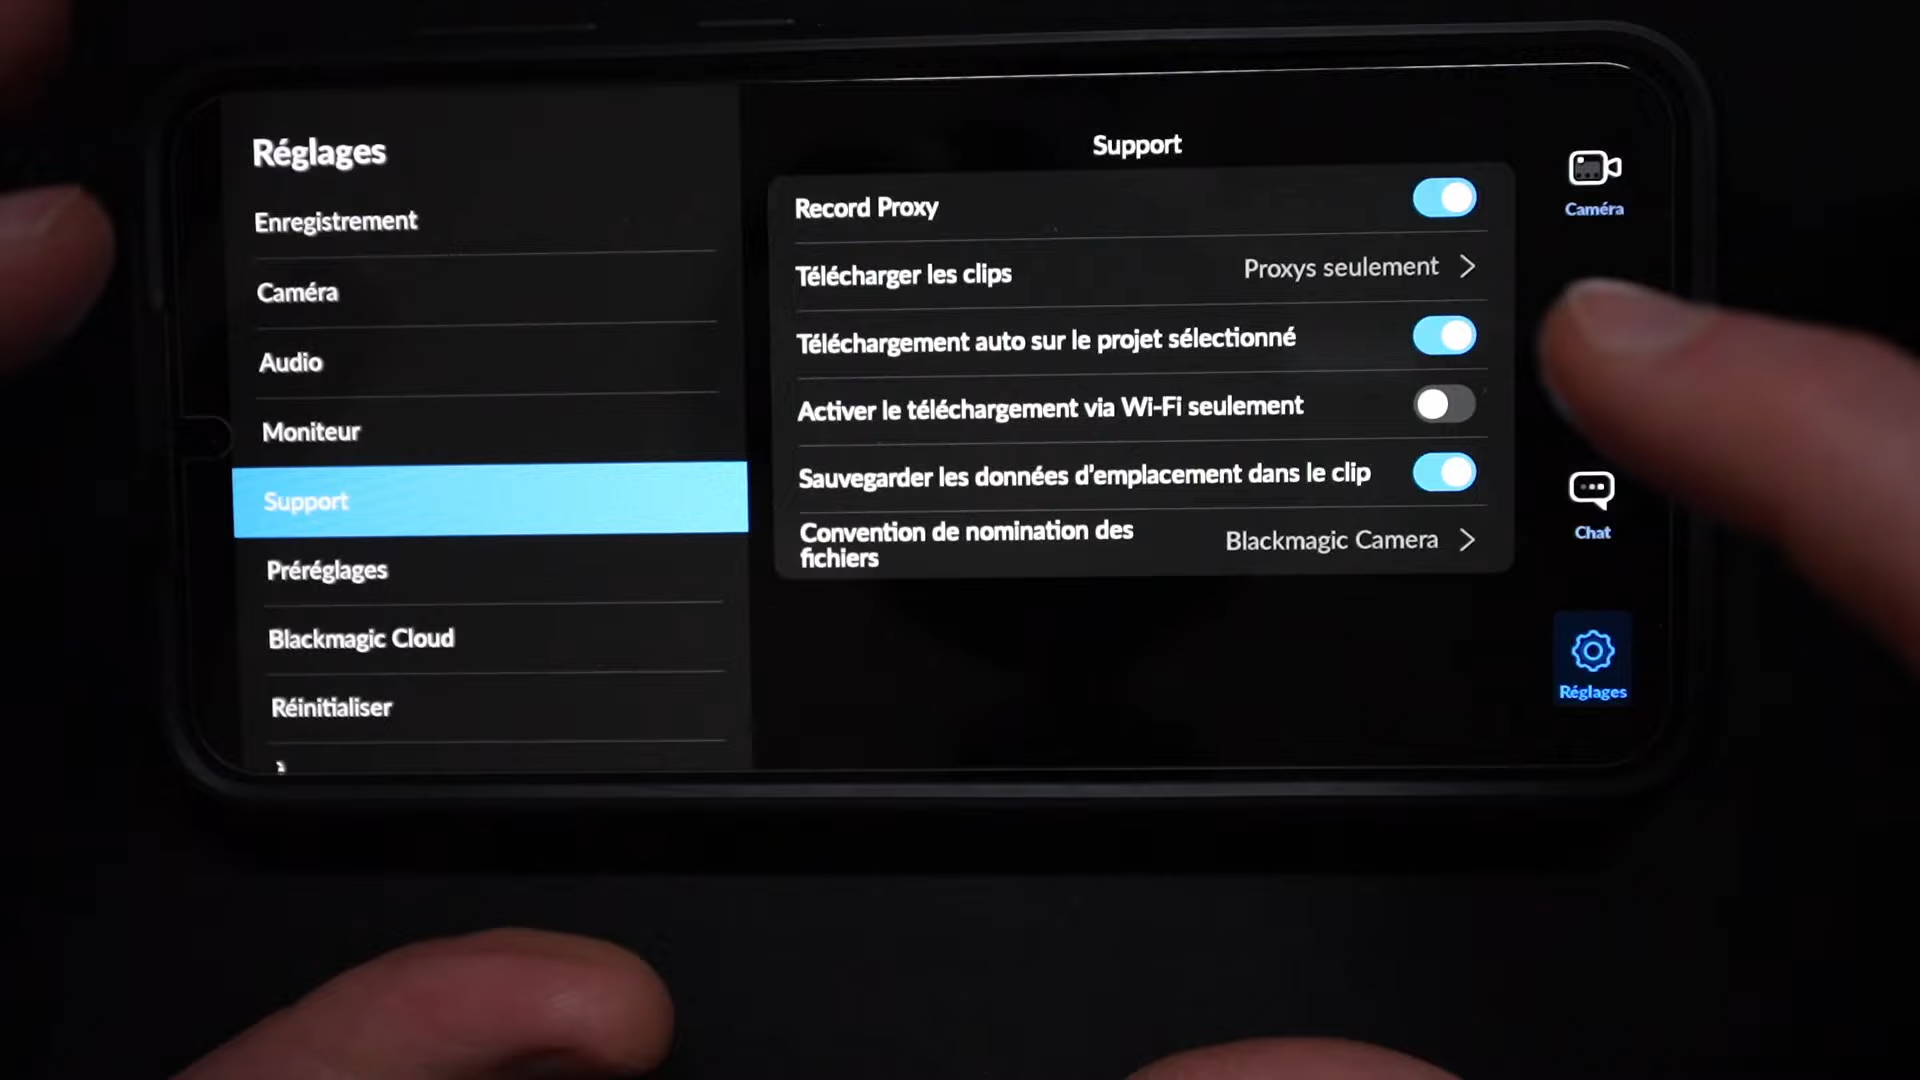 Réglages
Enregistrement
Caméra
Audio
Moniteur
Support
Préréglages
Blackmagic Cloud
Réinitialiser
Support
Record Proxy
Télécharger les clips Proxys seulement
Téléchargement auto sur le projet sélectionné
Activer le téléchargement via Wi-Fi seulement
Sauvegarder les données d'emplacement dans le clip
Convention de nomination des
fichiers
Blackmagic Camera
Caméra
Chat
Réglages